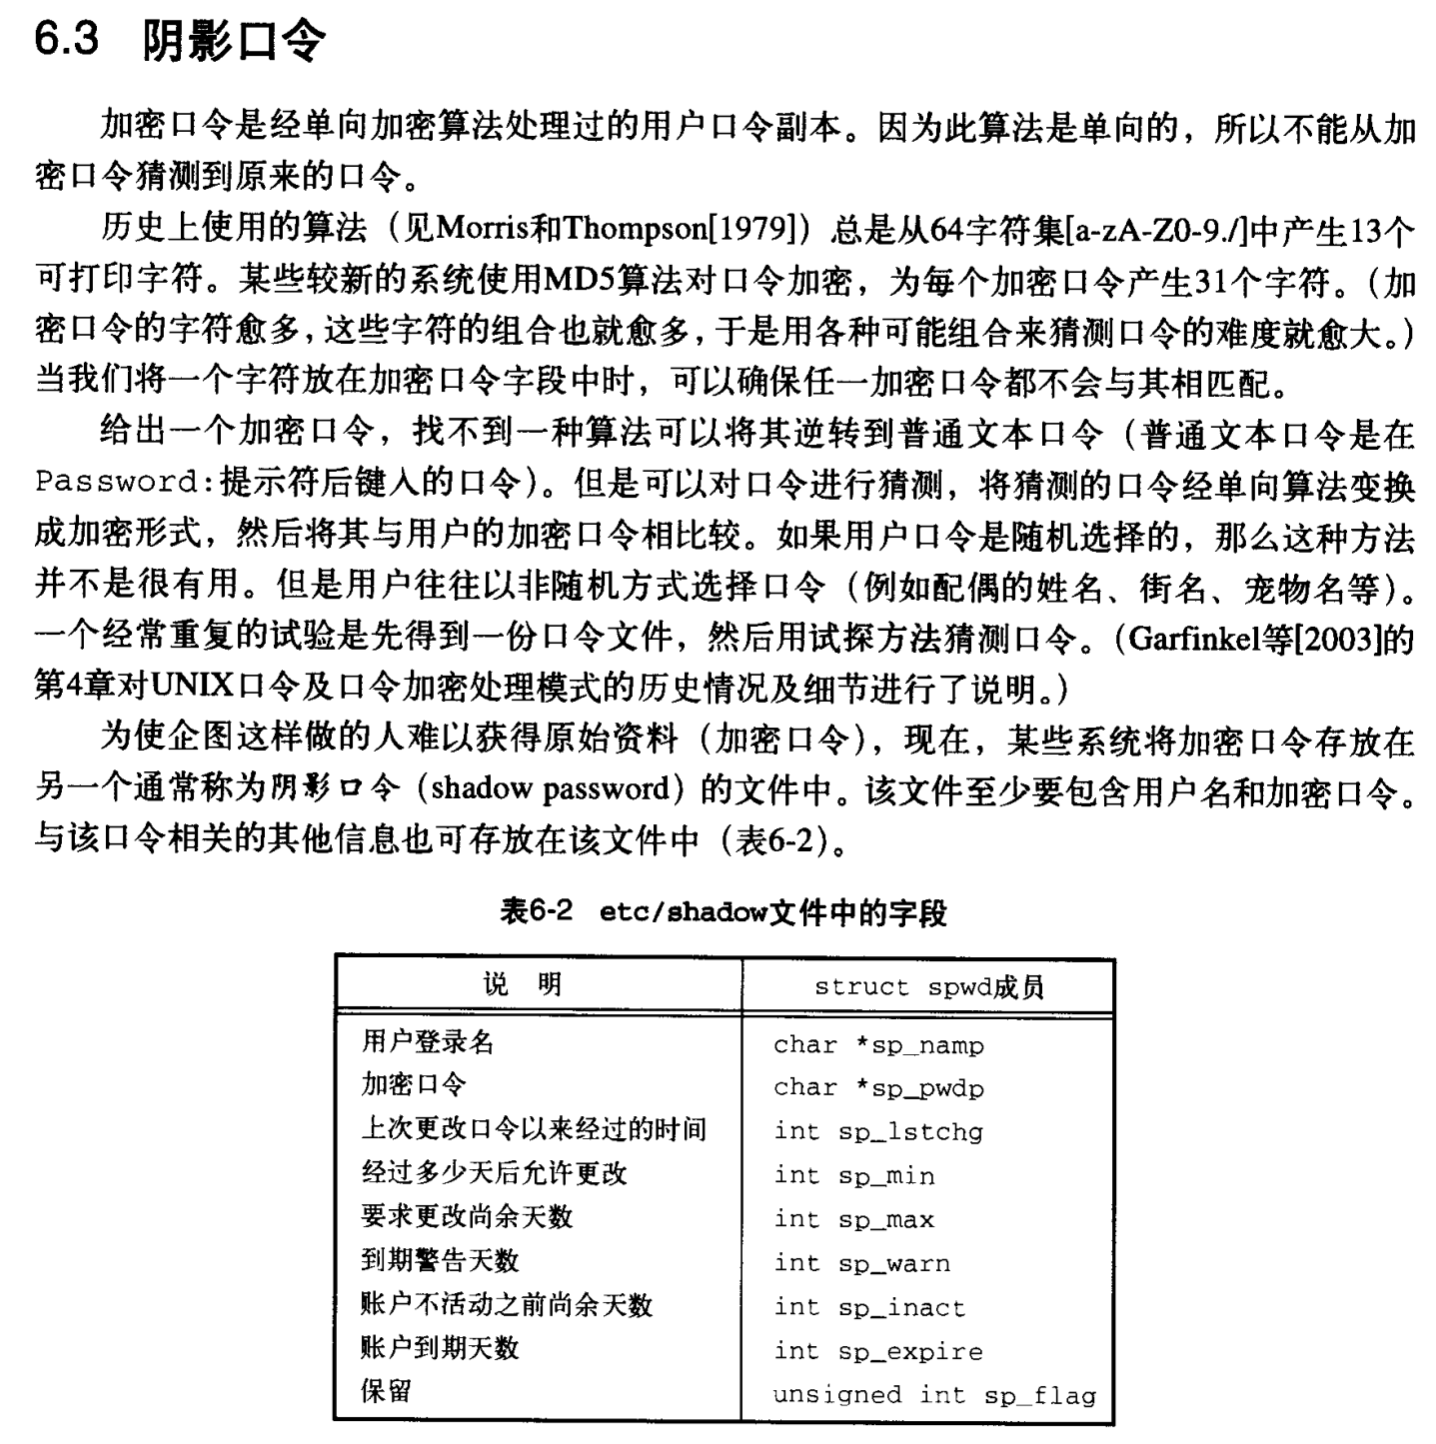 6.3 阴影口令
加密口令是经单向加密算法处理过的用户口令副本。因为此算法是单向的，所以不能从加
密口令猜测到原来的口令。
历史上使用的算法（见Morris和Thompson[1979]）总是从64字符集[a-zA-Z0-9./]中产生13个
可打印字符。某些较新的系统使用MD5算法对口令加密，为每个加密口令产生31个字符。（加
密口令的字符愈多，这些字符的组合也就愈多，于是用各种可能组合来猜测口令的难度就愈大。）
当我们将一个字符放在加密口令字段中时，可以确保任一加密口令都不会与其相匹配。
给出一个加密口令，找不到一种算法可以将其逆转到普通文本口令（普通文本口令是在
Password:提示符后键入的口令）。但是可以对口令进行猜测，将猜测的口令经单向算法变换
成加密形式，然后将其与用户的加密口令相比较。如果用户口令是随机选择的，那么这种方法
并不是很有用。但是用户往往以非随机方式选择口令（例如配偶的姓名、街名、宠物名等）。
一个经常重复的试验是先得到一份口令文件，然后用试探方法猜测口令。（Garfinkel等[2003]的
第4章对UNIX口令及口令加密处理模式的历史情况及细节进行了说明。）
为使企图这样做的人难以获得原始资料（加密口令），现在，某些系统将加密口令存放在
另一个通常称为阴影口令（shadow password）的文件中。该文件至少要包含用户名和加密口令。
与该口令相关的其他信息也可存放在该文件中（表6-2）。
表6-2 etc/shadow文件中的字段
说 明 struct spwd成员
用户登录名 char *sp_namp
加密口令 char *sp_pwdp
上次更改口令以来经过的时间 int sp_lstchg
经过多少天后允许更改 int sp_min
要求更改尚余天数 int sp_max
到期警告天数 int sp_warn
账户不活动之前尚余天数 int sp_inact
账户到期天数 int sp_expire
保留 unsigned int sp_flag